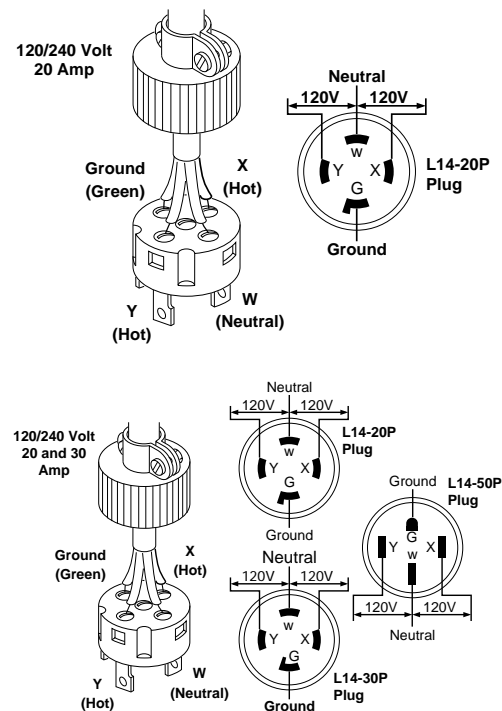 120/240 Volt
20 Amp
Ground
(Green)
X
(Hot)
Y
(Hot)
W
(Neutral)
Neutral
120V 120V
w
Y X
G
L14-20P
Plug
Ground
120/240 Volt
20 and 30
Amp
Ground
(Green)
X
(Hot)
Y
(Hot)
W
(Neutral)
Neutral
120V 120V
L14-20P
Plug
w
Y X
G
Ground
Neutral
120V 120V
w
Y X
G
L14-30P
Plug
Ground
Ground
L14-50P
Plug
G
Y X
w
120V 120V
Neutral